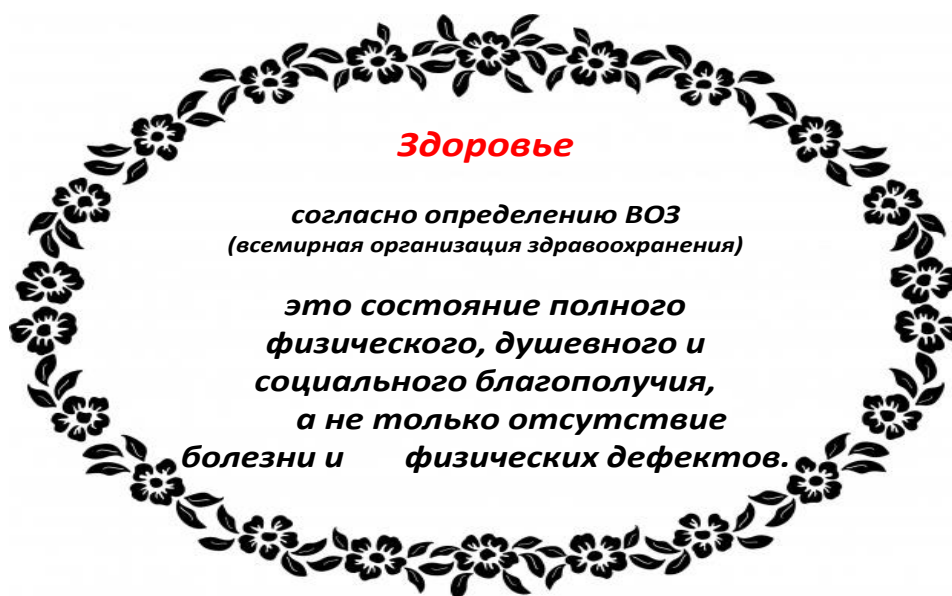 Здоровье
согласно определению ВОЗ
(всемирная организация здравоохранения)
это состояние полного
физического, душевного и
социального благополучия,
а не только отсутствие
болезни и физических дефектов.